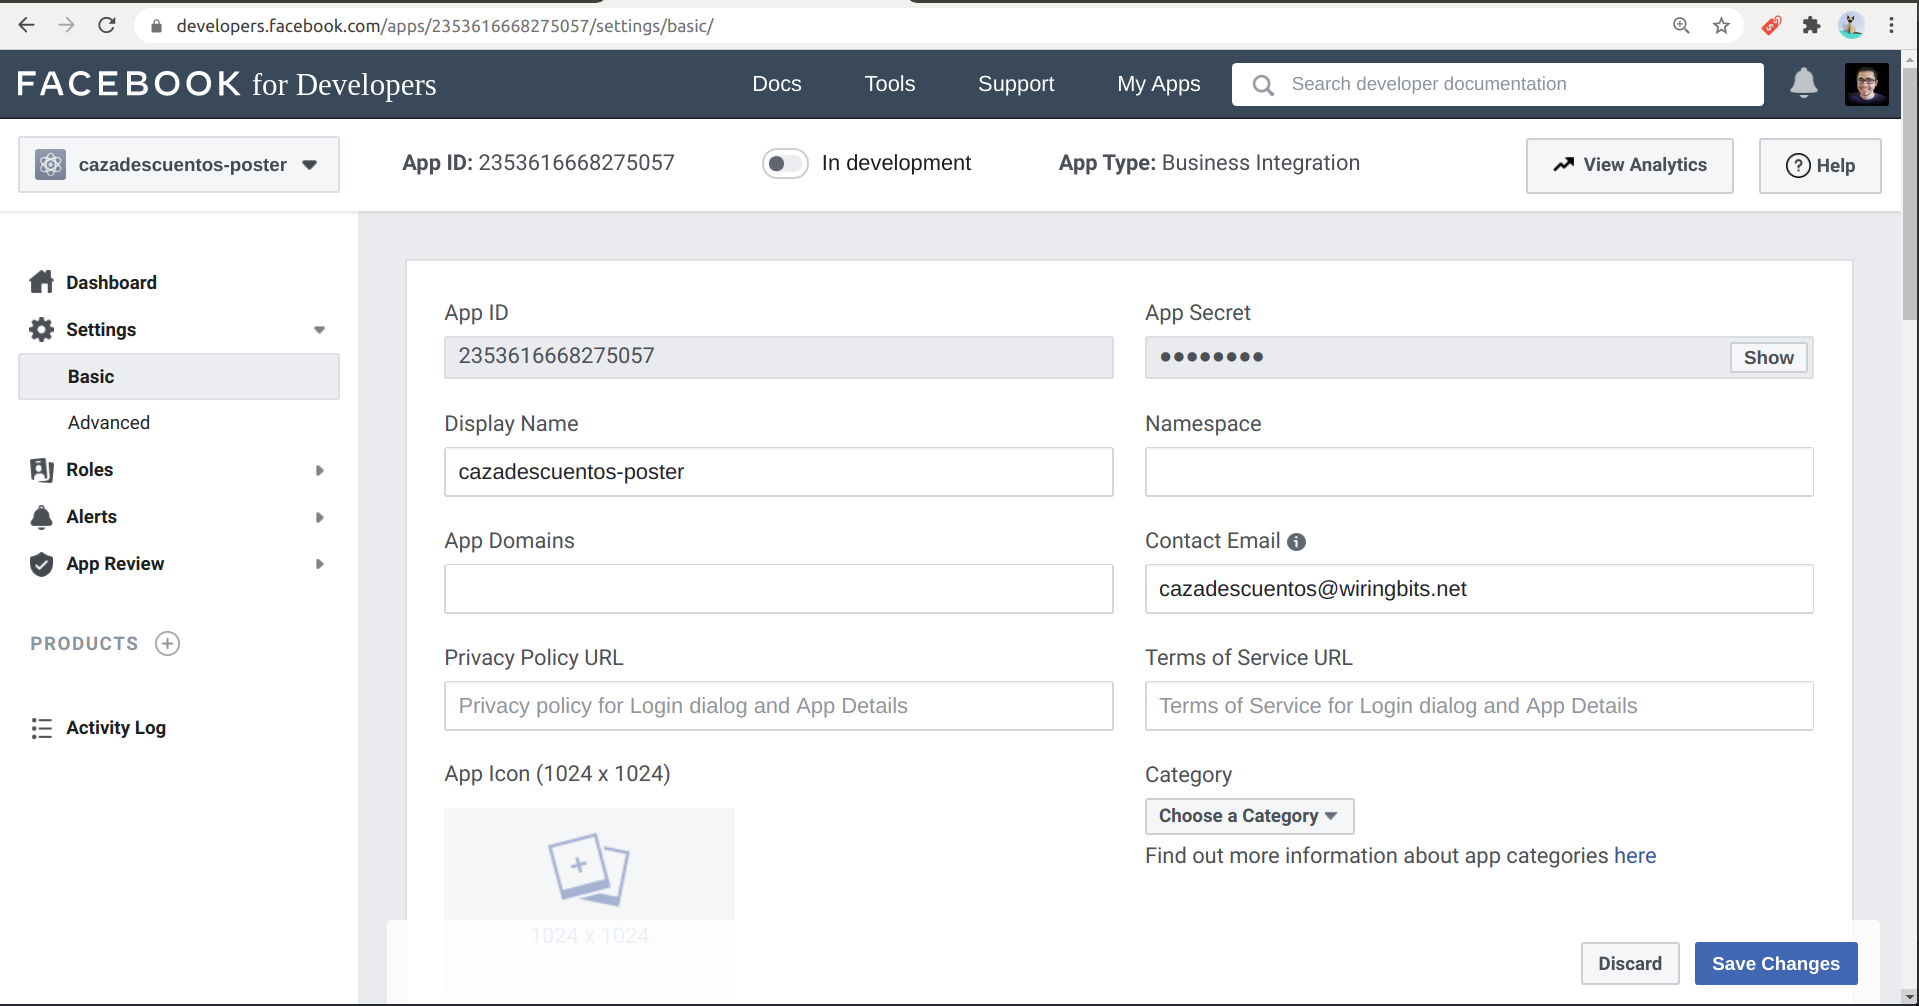 developers.facebook.com/apps/2353616668275057/settings/basic/
FACEBOOK for Developers
Docs Tools Support My Apps Search developer documentation
cazadescuentos-poster
App ID: 2353616668275057
In development
App Type: Business Integration
View Analytics
? Help
Dashboard
Settings
Basic
Advanced
Roles
Alerts
App Review
PRODUCTS
Activity Log
App ID
2353616668275057
App Secret
●●●●●●●●
Show
Display Name
cazadescuentos-poster
Namespace
App Domains
Contact Email
cazadescuentos@wiringbits.net
Privacy Policy URL
Privacy policy for Login dialog and App Details
Terms of Service URL
Terms of Service for Login dialog and App Details
App Icon (1024 x 1024)
1024 x 1024
Category
Choose a Category
Find out more information about app categories here
Discard
Save Changes